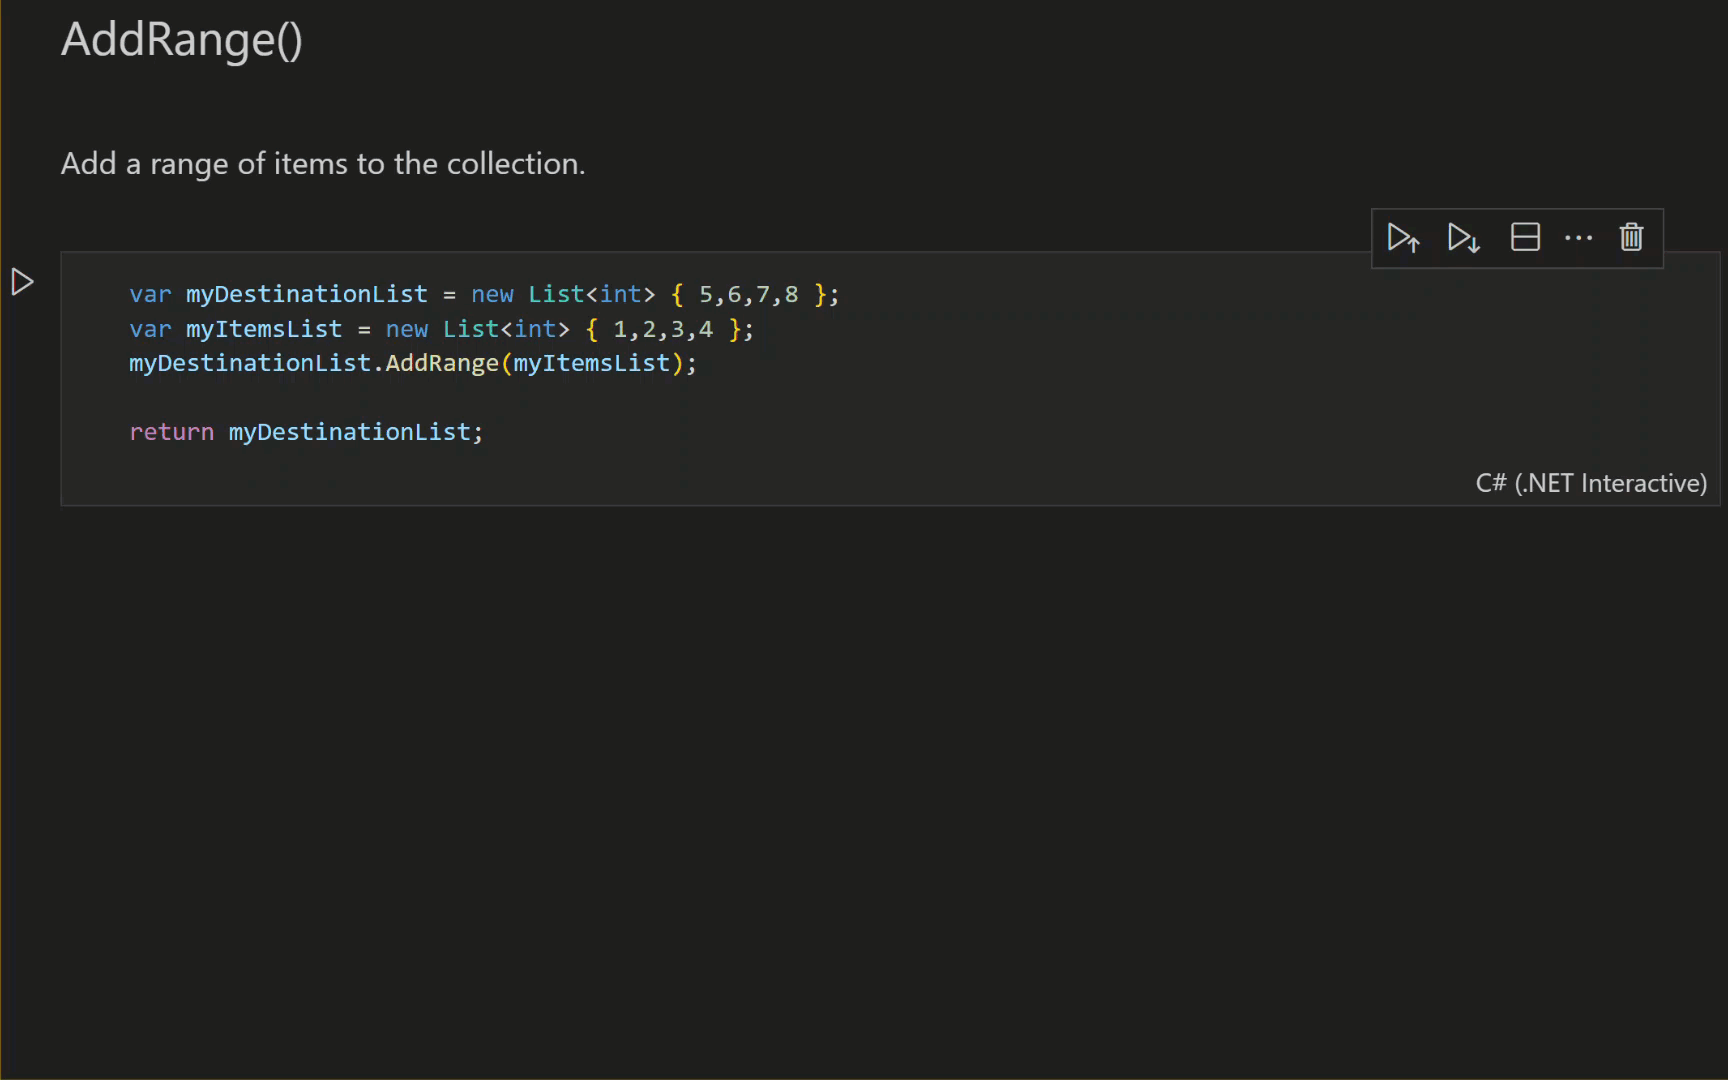 AddRange()
Add a range of items to the collection.
var myDestinationList = new List<int> { 5,6,7,8 };
var myItemsList = new List<int> { 1,2,3,4 };
myDestinationList.AddRange(myItemsList);
return myDestinationList;
C# (.NET Interactive)